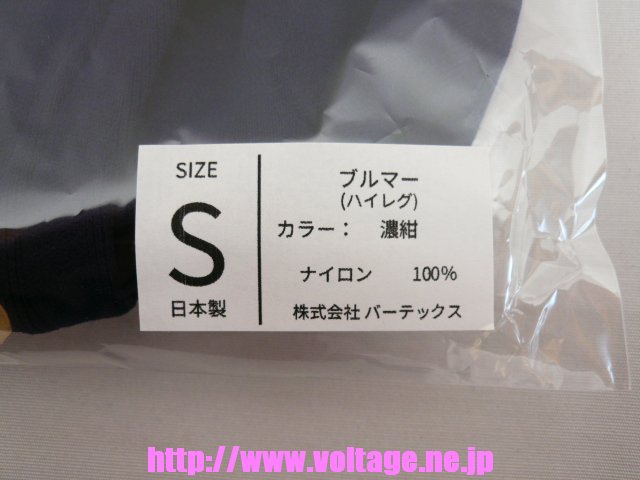 SIZE
S
日本製
ブルマー
(ハイレグ)
カラー： 濃紺
ナイロン 100%
株式会社 バーテックス
http://www.voltage.ne.jp